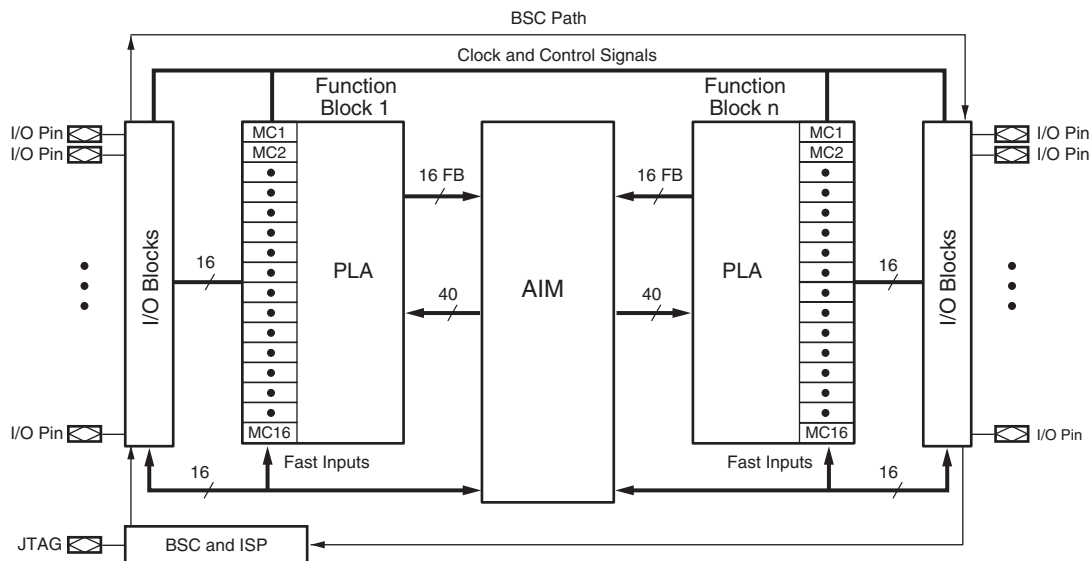 BSC Path
Clock and Control Signals
Function
Block 1
Function
Block n
I/O Pin
I/O Pin
I/O Pin
I/O Blocks
16
MC1
MC2
MC16
PLA
16 FB
40
AIM
16 FB
40
PLA
MC1
MC2
MC16
16
I/O Blocks
I/O Pin
I/O Pin
I/O Pin
16
Fast Inputs
Fast Inputs
16
JTAG
BSC and ISP